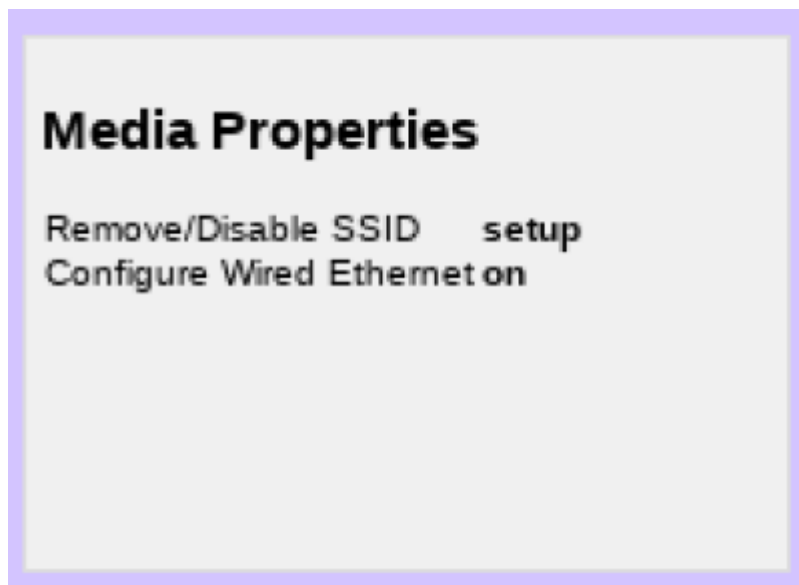 Media Properties
Remove/Disable SSID setup
Configure Wired Ethernet on